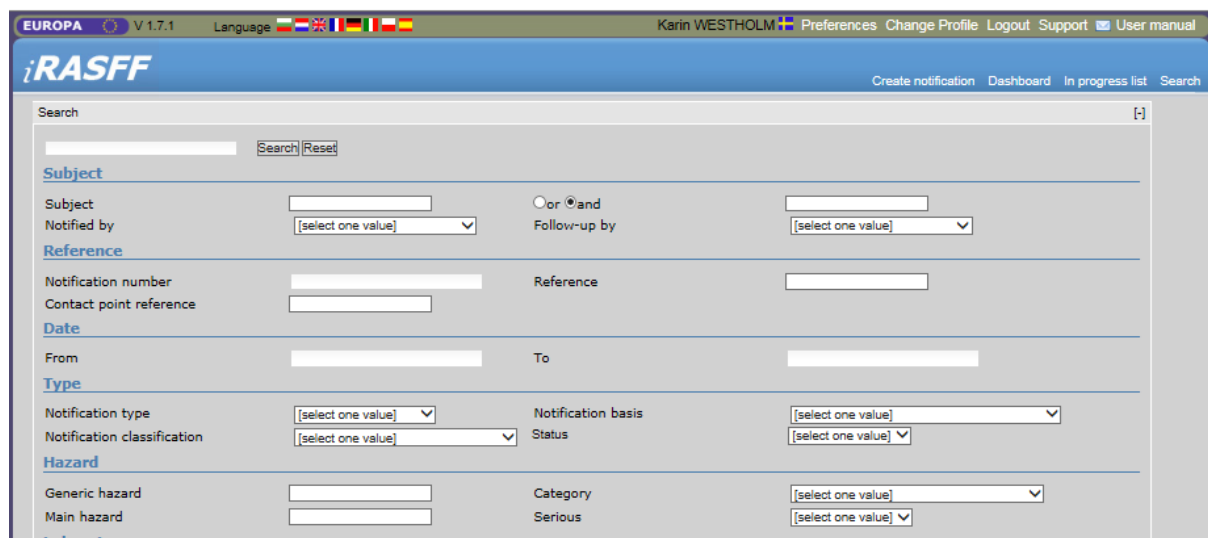 EUROPA V 1.7.1 Language Karin WESTHOLM Preferences Change Profile Logout Support User manual
iRASFF
Create notification Dashboard In progress list Search
Search [-]
Search Reset
Subject
Subject or and
Notified by [select one value] Follow-up by [select one value]
Reference
Notification number Reference
Contact point reference
Date
From To
Type
Notification type [select one value] Notification basis [select one value]
Notification classification [select one value] Status [select one value]
Hazard
Generic hazard Category [select one value]
Main hazard Serious [select one value]